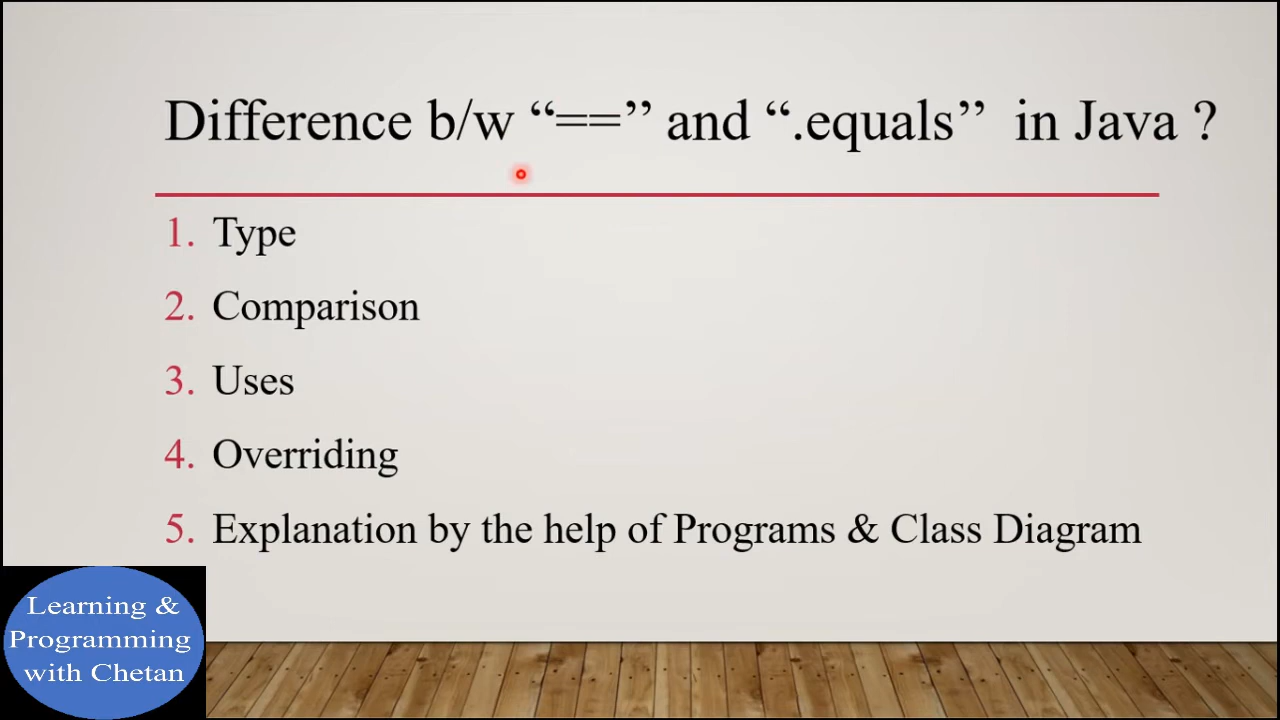 Difference b/w “==” and “.equals” in Java ?
1. Type
2. Comparison
3. Uses
4. Overriding
5. Explanation by the help of Programs & Class Diagram
Learning &
Programming
with Chetan